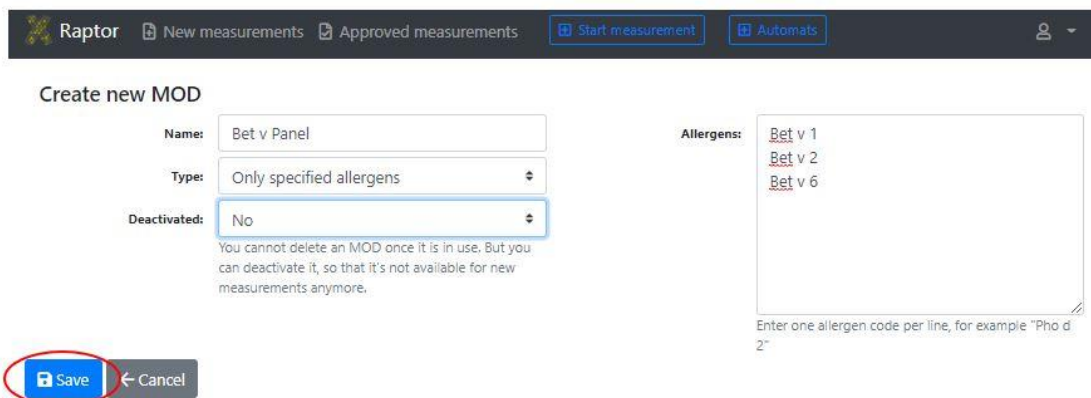 Raptor New measurements Approved measurements Start measurement Automats
Create new MOD
Name: Bet v Panel
Type: Only specified allergens
Deactivated: No
You cannot delete an MOD once it is in use. But you
can deactivate it, so that it's not available for new
measurements anymore.
Allergens: Bet v 1
Bet v 2
Bet v 6
Enter one allergen code per line, for example "Pho d
2"
Save Cancel